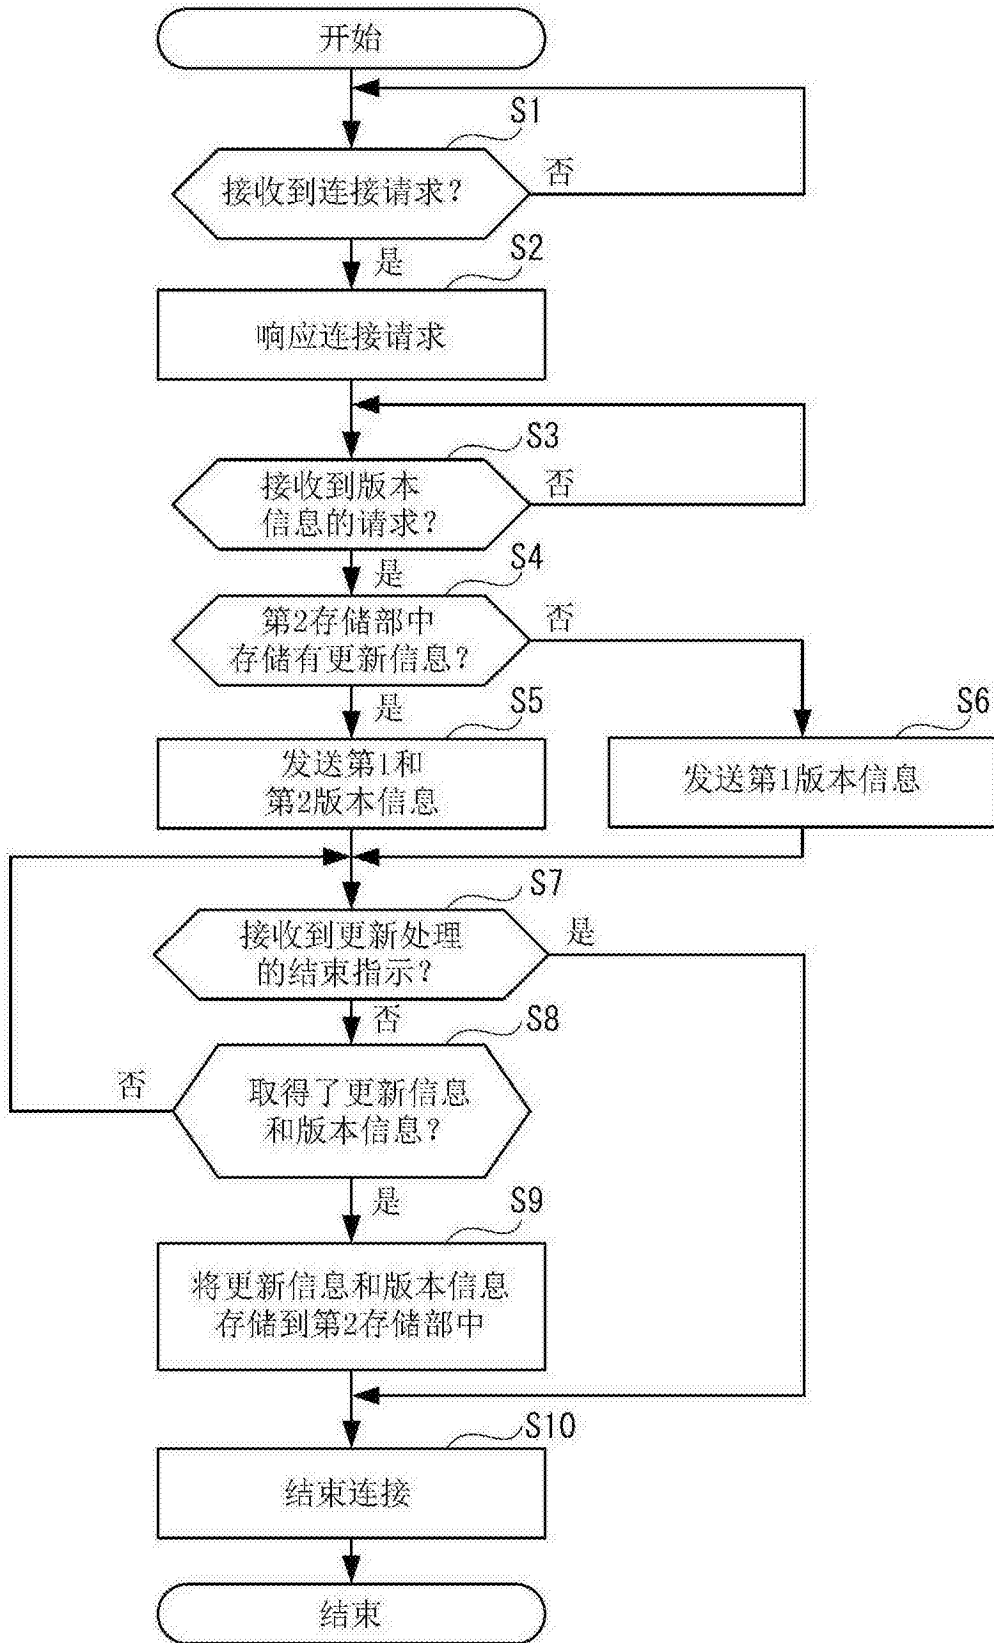 开始
S1
接收到连接请求?
否
是
S2
响应连接请求
S3
接收到版本
信息的请求?
否
是
S4
第2存储部中
存储有更新信息?
否
是
S5
发送第1和
第2版本信息
S6
发送第1版本信息
S7
接收到更新处理
的结束指示?
是
否
S8
取得了更新信息
和版本信息?
否
是
S9
将更新信息和版本信息
存储到第2存储部中
S10
结束连接
结束